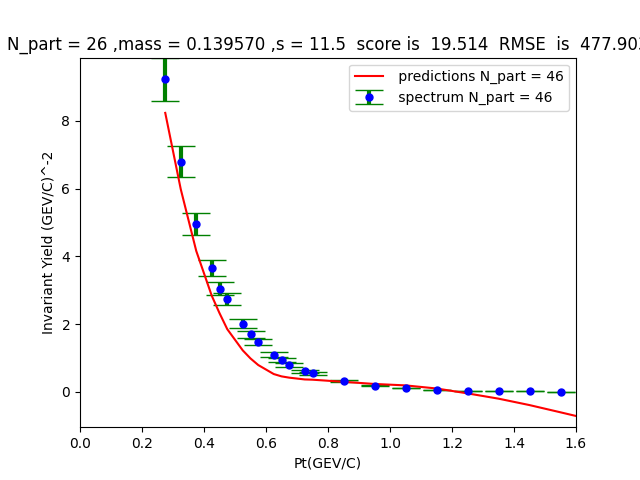 N_part = 26 ,mass = 0.139570 ,s = 11.5 score is 19.514 RMSE is
predictions N_part = 46
spectrum N_part = 46
Invariant Yield (GEV/C)^-2
8
6
4
2
0
0.0 0.2 0.4 0.6 0.8 1.0 1.2 1.4 1.6
Pt(GEV/C)